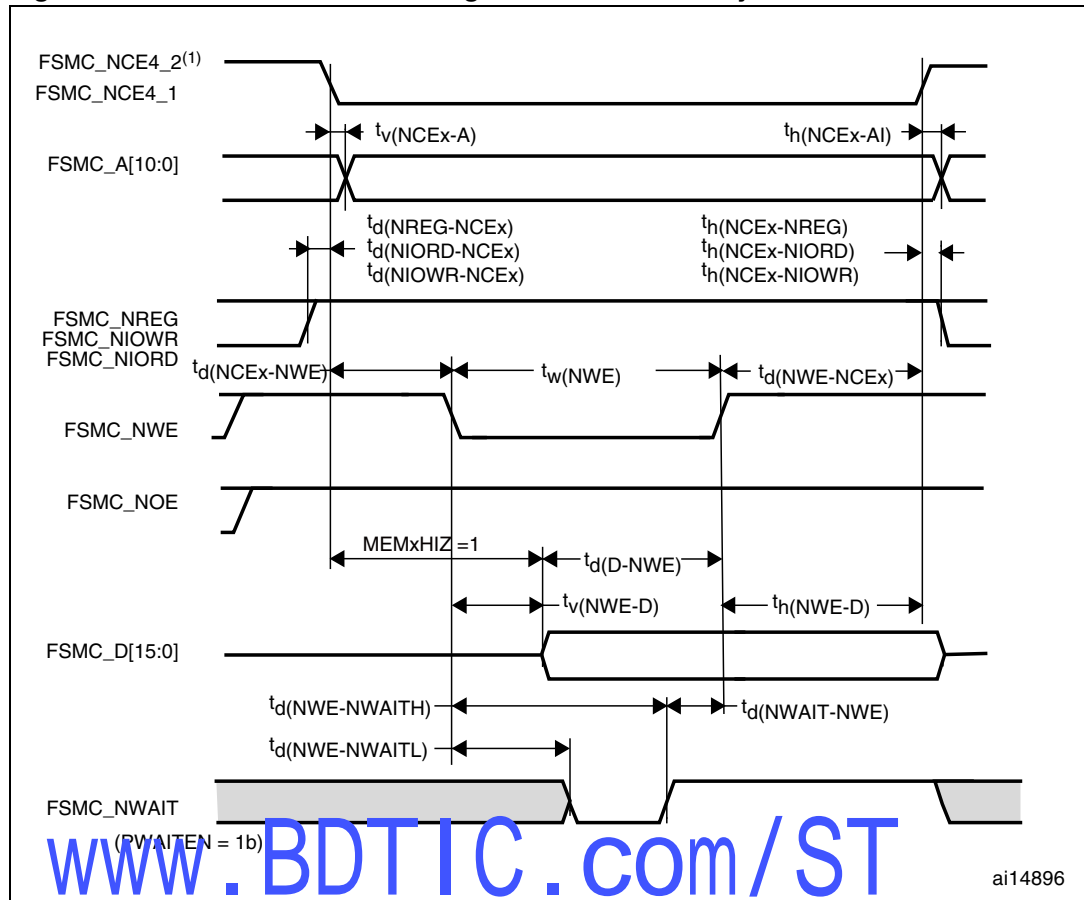 FSMC_NCE4_2(1)
FSMC_NCE4_1
tv(NCEx-A)
th(NCEx-AI)
FSMC_A[10:0]
td(NREG-NCEx)
td(NIORD-NCEx)
td(NIOWR-NCEx)
th(NCEx-NREG)
th(NCEx-NIORD)
th(NCEx-NIOWR)
FSMC_NREG
FSMC_NIOWR
FSMC_NIORD
td(NCEx-NWE)
tw(NWE)
td(NWE-NCEx)
FSMC_NWE
FSMC_NOE
MEMxHIZ =1
td(D-NWE)
tv(NWE-D)
th(NWE-D)
FSMC_D[15:0]
td(NWE-NWAITH)
td(NWAIT-NWE)
td(NWE-NWAITL)
FSMC_NWAIT
(PWAITEN = 1b)
www.BDTIC.com/ST
ai14896